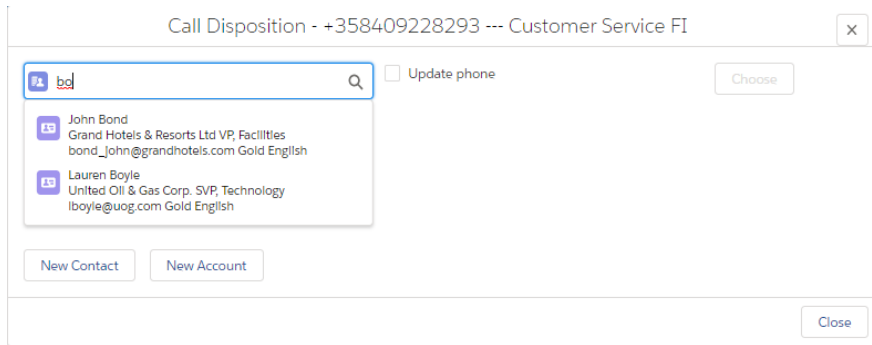 Call Disposition - +358409228293 --- Customer Service FI
bo
Update phone
Choose
John Bond
Grand Hotels & Resorts Ltd VP, Facilities
bond_john@grandhotels.com Gold English
Lauren Boyle
United Oil & Gas Corp. SVP, Technology
lboyle@uog.com Gold English
New Contact
New Account
Close